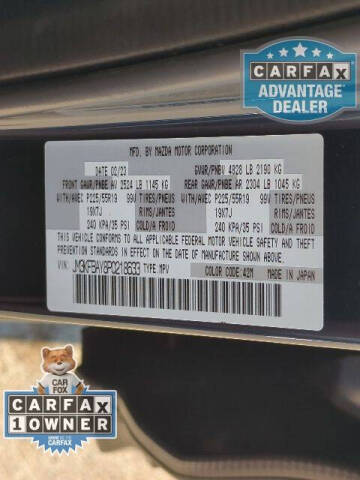 CARFAX
ADVANTAGE
DEALER
MFD. BY MAZDA MOTOR CORPORATION
DATE 02/23 GVWR/PNBV 4828 LB 2190 KG
FRONT GAWR/PNBE AV 2524 LB 1145 KG REAR GAWR/PNBE AR 2304 LB 1045 KG
WITH/AVEC P225/55R19 99V TIRES/PNEUS WITH/AVEC P225/55R19 99V TIRES/PNEUS
19X7J RIMS/JANTES 19X7J RIMS/JANTES
240 KPA/35 PSI COLD/A FROID 240 KPA/35 PSI COLD/A FROID
THIS VEHICLE CONFORMS TO ALL APPLICABLE FEDERAL MOTOR VEHICLE SAFETY, BUMPER, AND THEFT
PREVENTION STANDARDS IN EFFECT ON THE DATE OF MANUFACTURE SHOWN ABOVE.
VIN: TYPE MPV COLOR CODE 42M MADE IN JAPAN
CAR
FOX
CARFAX
1 OWNER
SHOW ME THE
CARFAX